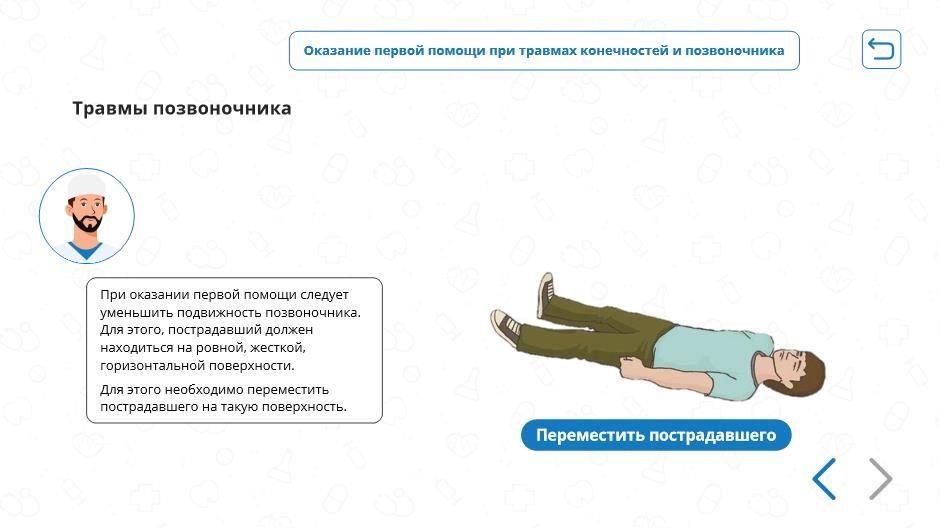 Оказание первой помощи при травмах конечностей и позвоночника
Травмы позвоночника
При оказании первой помощи следует
уменьшить подвижность позвоночника.
Для этого, пострадавший должен
находиться на ровной, жесткой,
горизонтальной поверхности.
Для этого необходимо переместить
пострадавшего на такую поверхность.
Переместить пострадавшего